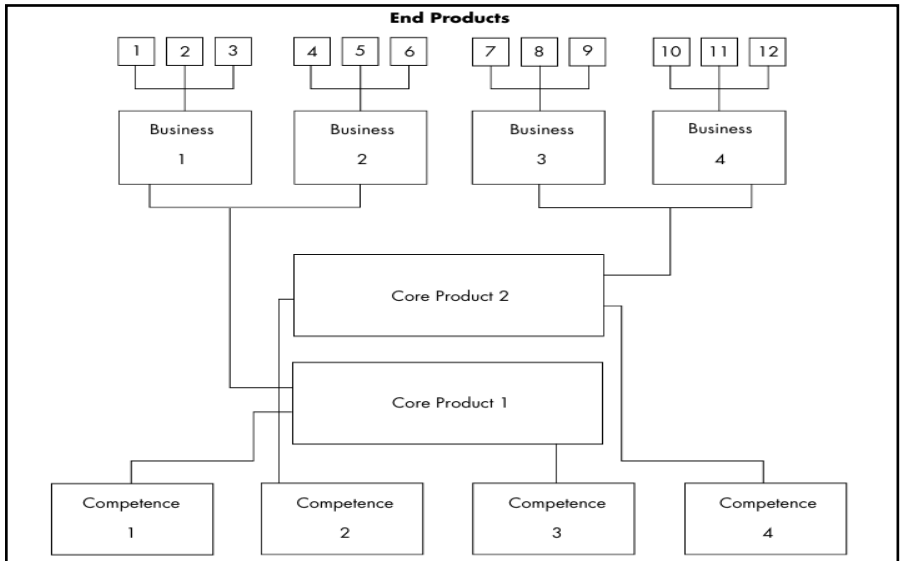 End Products
1 2 3 4 5 6 7 8 9 10 11 12
Business
1
Business
2
Business
3
Business
4
Core Product 2
Core Product 1
Competence
1
Competence
2
Competence
3
Competence
4